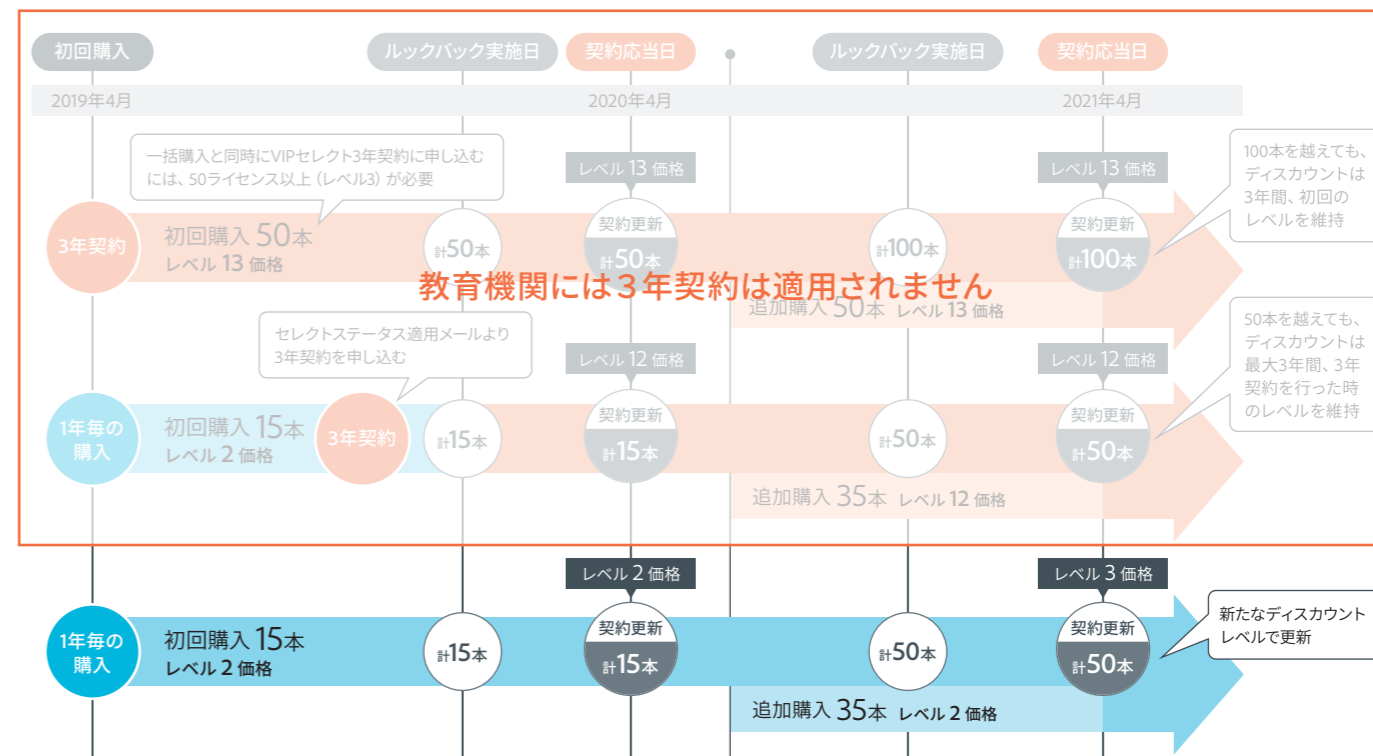 初回購入
ルックバック実施日
契約応当日
ルックバック実施日
契約応当日
2019年4月
2020年4月
2021年4月
一括購入と同時にVIPセレクト3年契約に申し込む
には、50ライセンス以上（レベル3）が必要
レベル 13 価格
レベル 13 価格
100本を越えても、
ディスカウントは
3年間、初回の
レベルを維持
3年契約
初回購入 50本
レベル 13 価格
計50本
契約更新
計50本
計100本
契約更新
計100本
教育機関には３年契約は適用されません
追加購入 50本 レベル 13 価格
セレクトステータス適用メールより
3年契約を申し込む
レベル 12 価格
レベル 12 価格
50本を越えても、
ディスカウントは
最大3年間、3年
契約を行った時
のレベルを維持
1年毎の
購入
初回購入 15本
レベル 2 価格
3年契約
計15本
契約更新
計15本
計50本
契約更新
計50本
追加購入 35本 レベル 12 価格
レベル 2 価格
レベル 3 価格
1年毎の
購入
初回購入 15本
レベル 2 価格
計15本
契約更新
計15本
計50本
契約更新
計50本
新たなディスカウント
レベルで更新
追加購入 35本 レベル 2 価格